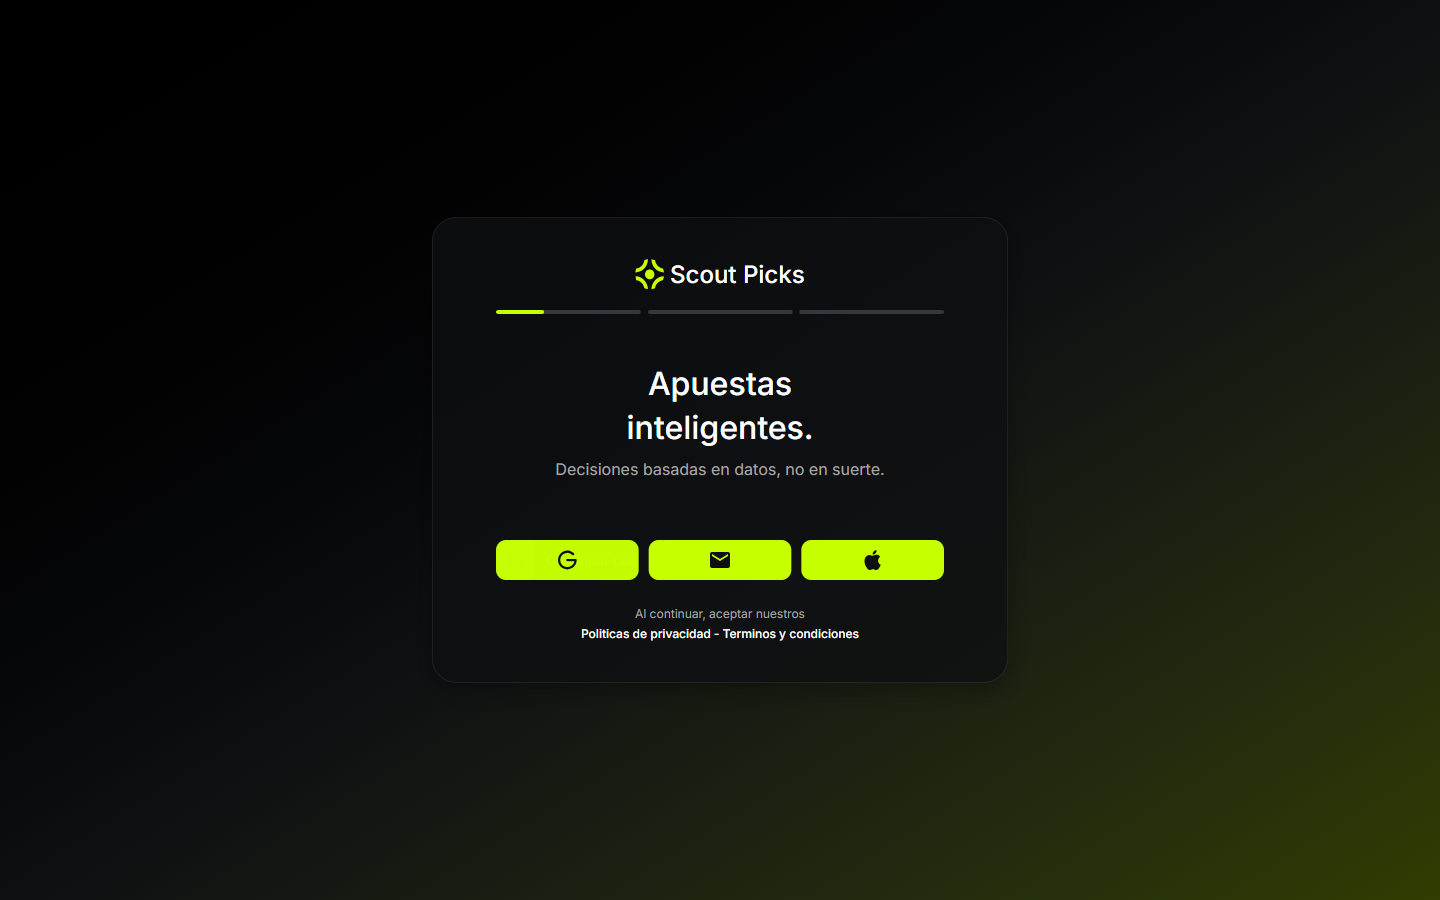 Scout Picks
Apuestas
inteligentes.
Decisiones basadas en datos, no en suerte.
Al continuar, aceptar nuestros
Politicas de privacidad - Terminos y condiciones